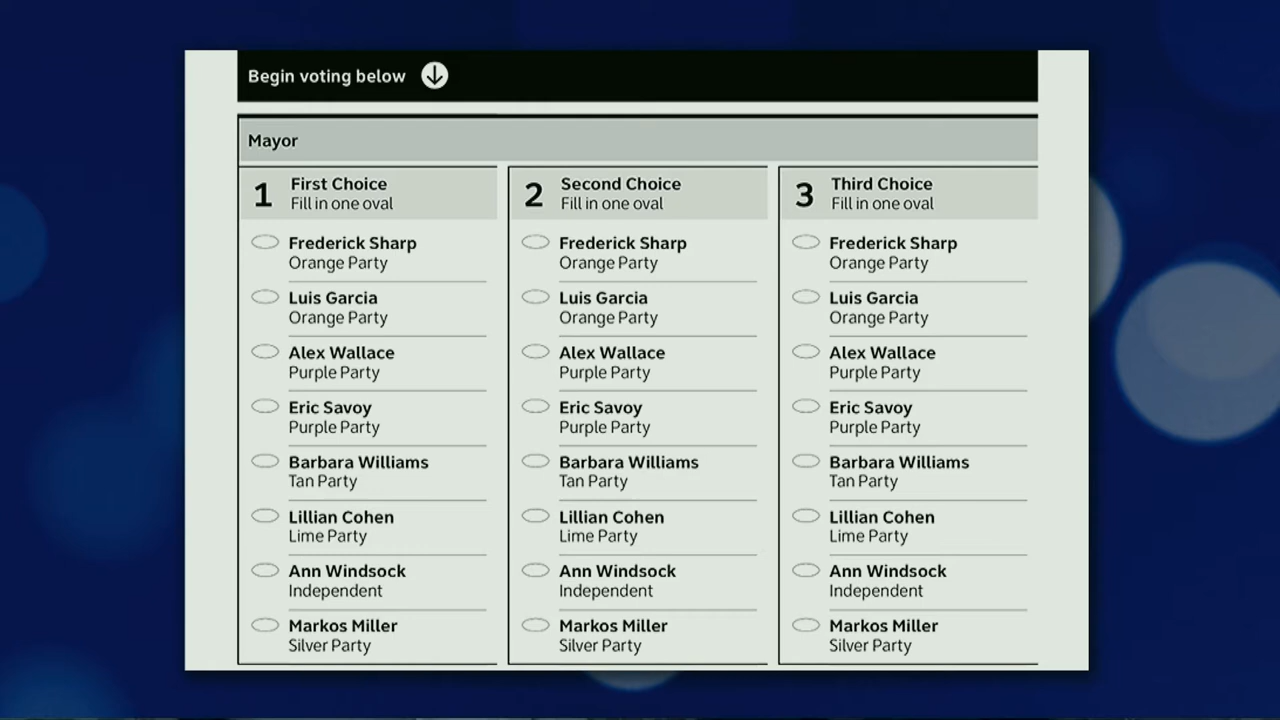 Begin voting below
Mayor
1
First Choice
Fill in one oval
Frederick Sharp
Orange Party
Luis Garcia
Orange Party
Alex Wallace
Purple Party
Eric Savoy
Purple Party
Barbara Williams
Tan Party
Lillian Cohen
Lime Party
Ann Windsock
Independent
Markos Miller
Silver Party
2
Second Choice
Fill in one oval
Frederick Sharp
Orange Party
Luis Garcia
Orange Party
Alex Wallace
Purple Party
Eric Savoy
Purple Party
Barbara Williams
Tan Party
Lillian Cohen
Lime Party
Ann Windsock
Independent
Markos Miller
Silver Party
3
Third Choice
Fill in one oval
Frederick Sharp
Orange Party
Luis Garcia
Orange Party
Alex Wallace
Purple Party
Eric Savoy
Purple Party
Barbara Williams
Tan Party
Lillian Cohen
Lime Party
Ann Windsock
Independent
Markos Miller
Silver Party